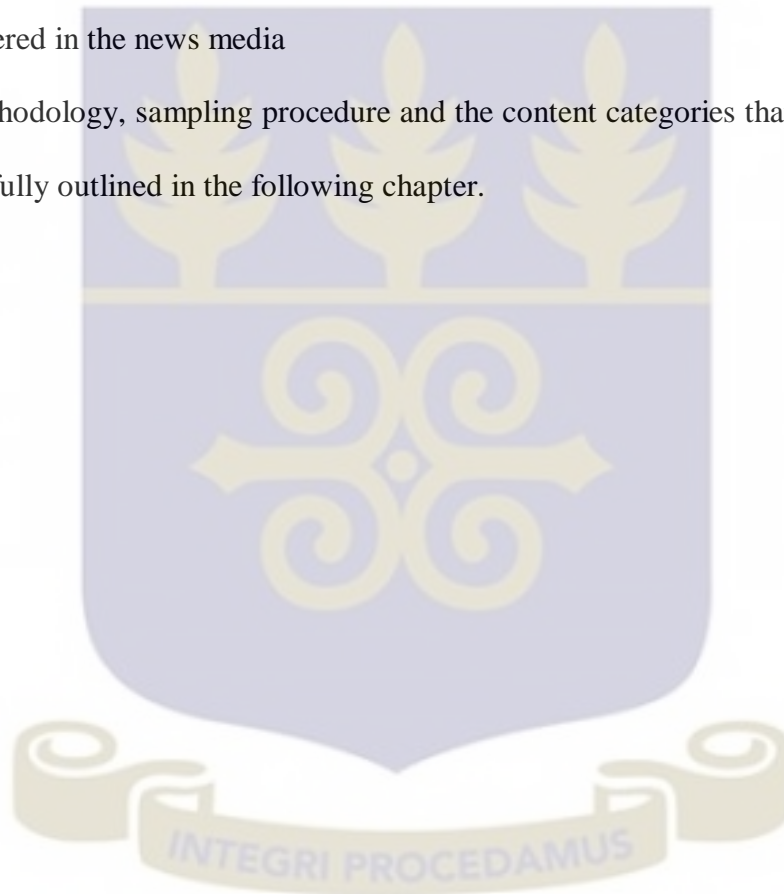 ered in the news media
hodology, sampling procedure and the content categories tha
fully outlined in the following chapter.
INTEGRI PROCEDAMUS